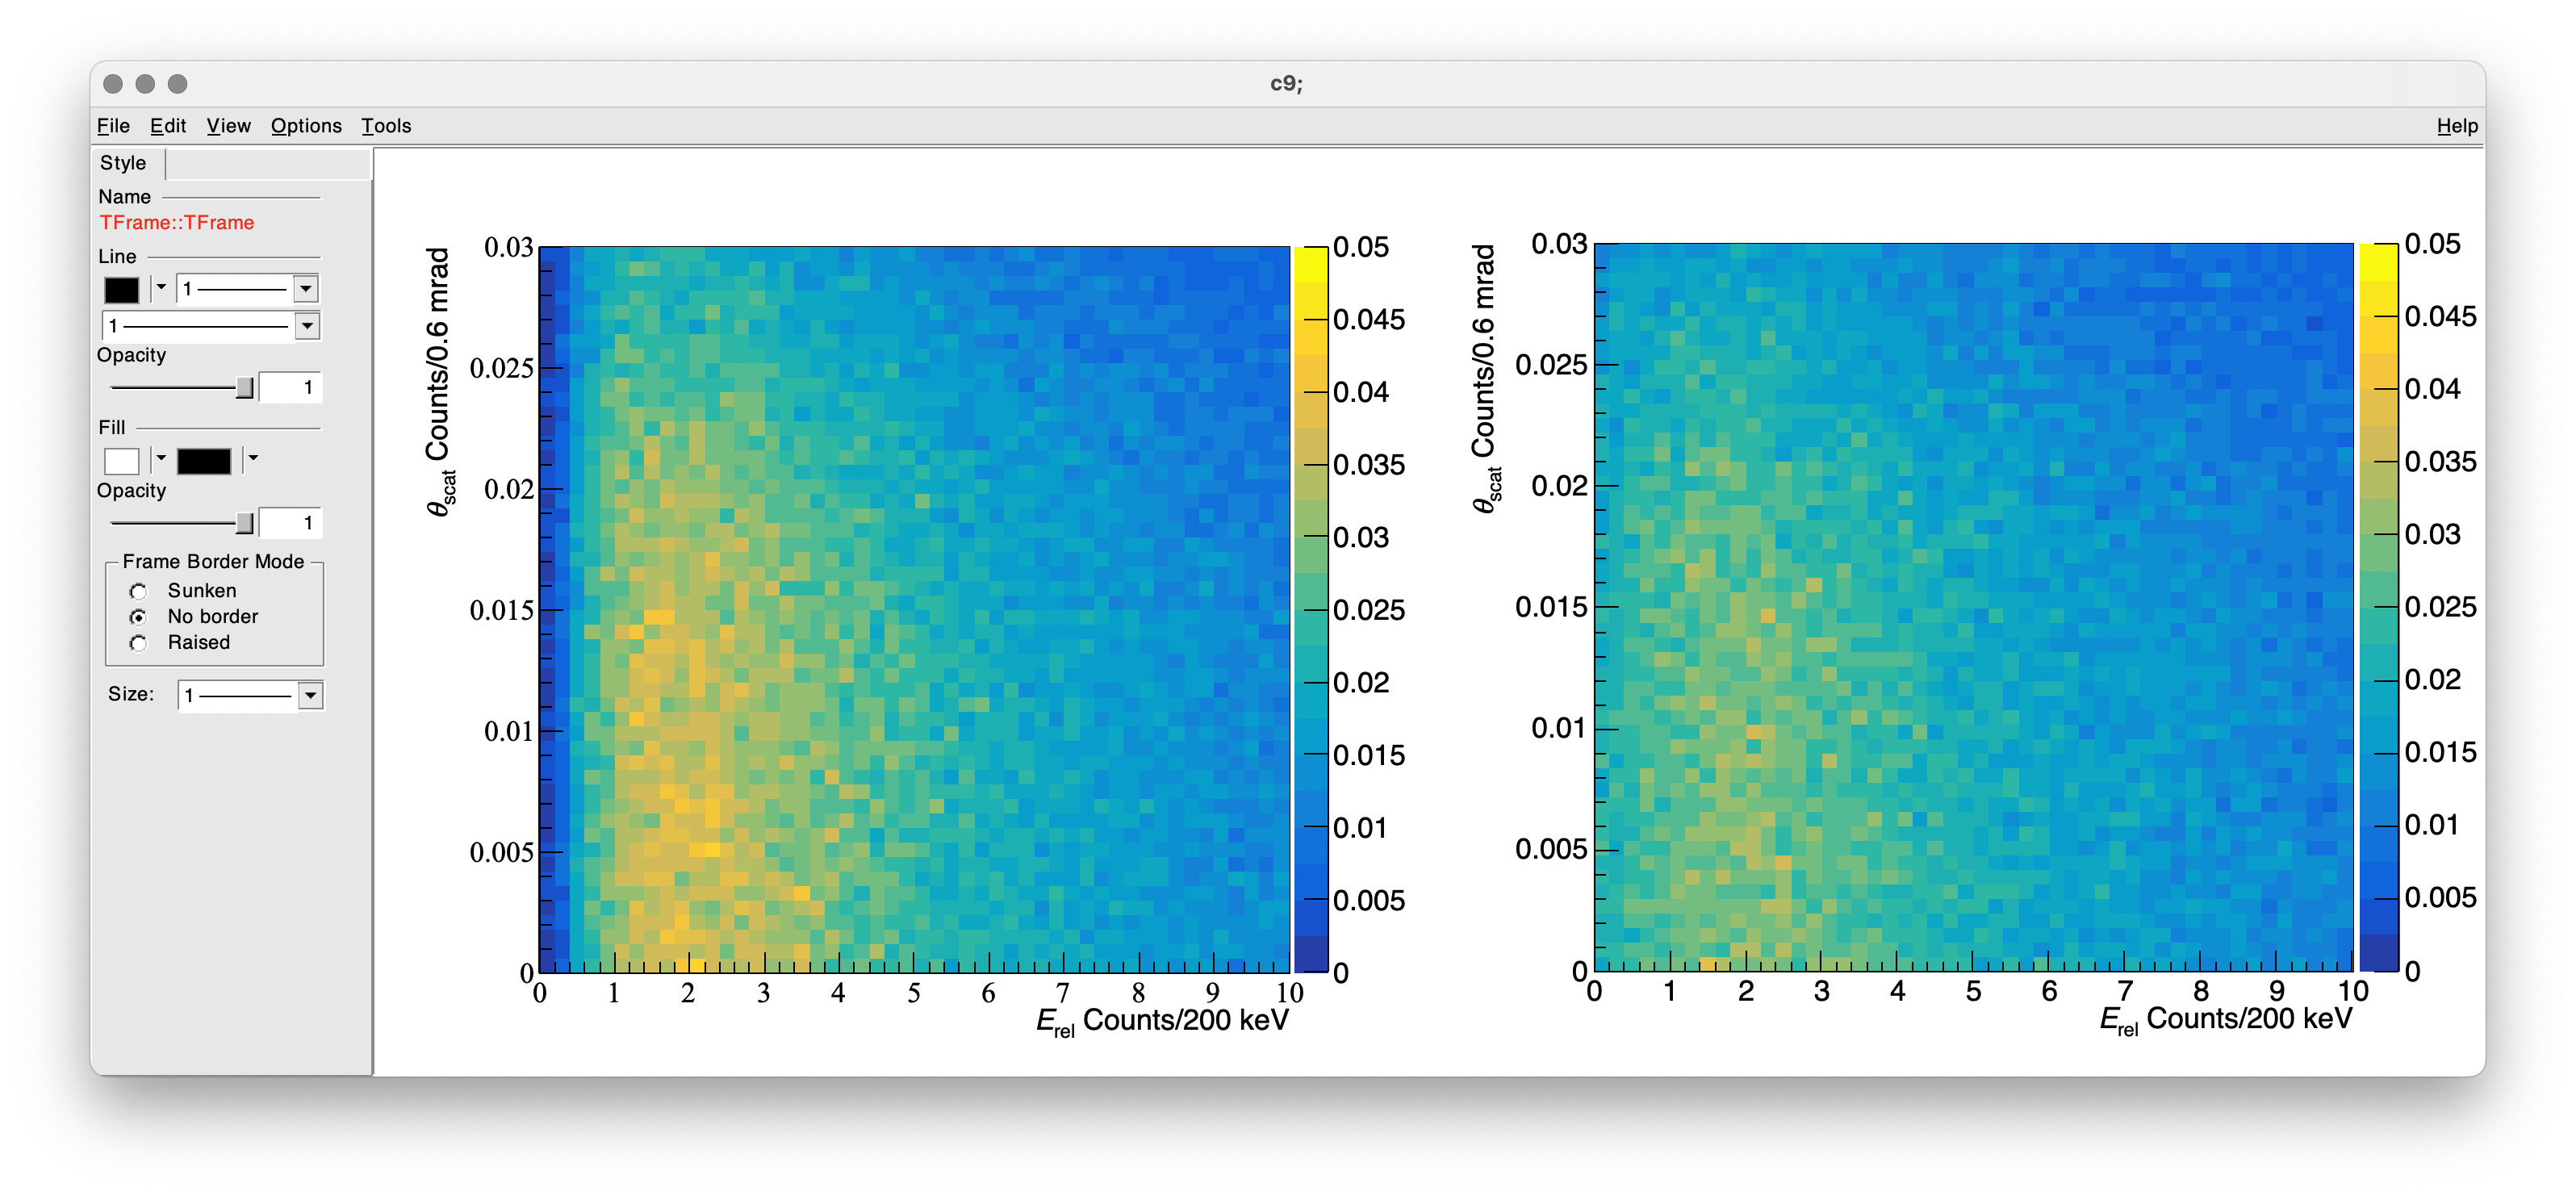 c9;
File Edit View Options Tools Help
Style
Name
TFrame::TFrame
Line
1
1
Opacity
1
Fill
Opacity
1
Frame Border Mode
Sunken
No border
Raised
Size: 1
θscat Counts/0.6 mrad
0.03
0.025
0.02
0.015
0.01
0.005
0
0 1 2 3 4 5 6 7 8 9 10
Erel Counts/200 keV
0.05
0.045
0.04
0.035
0.03
0.025
0.02
0.015
0.01
0.005
0
θscat Counts/0.6 mrad
0.03
0.025
0.02
0.015
0.01
0.005
0
0 1 2 3 4 5 6 7 8 9 10
Erel Counts/200 keV
0.05
0.045
0.04
0.035
0.03
0.025
0.02
0.015
0.01
0.005
0